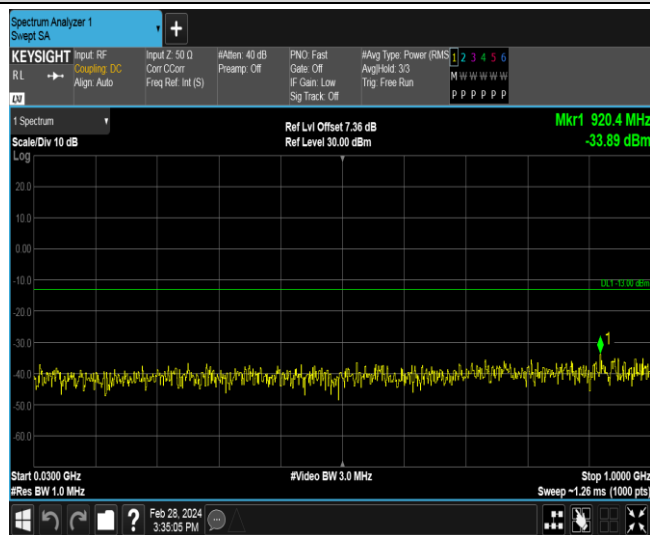 Spectrum Analyzer 1
Swept SA
+
KEYSIGHT Input: RF Input Z: 50 Ω #Atten: 40 dB PNO: Fast #Avg Type: Power (RMS 1 2 3 4 5 6
RL Coupling: DC Corr CCorr Preamp: Off Gate: Off Avg|Hold: 3/3 M W W W W W
Align: Auto Freq Ref: Int (S) IF Gain: Low Trig: Free Run
LXI Sig Track: Off P P P P P P
1 Spectrum Ref Lvl Offset 7.36 dB Mkr1 920.4 MHz
Scale/Div 10 dB Ref Level 30.00 dBm -33.89 dBm
Log
20.0
10.0
0.00
-10.0
DL1 -13.00 dBm
-20.0
-30.0
1
-40.0
-50.0
-60.0
Start 0.0300 GHz #Video BW 3.0 MHz Stop 1.0000 GHz
#Res BW 1.0 MHz Sweep ~1.26 ms (1000 pts)
? Feb 28, 2024
3:35:05 PM